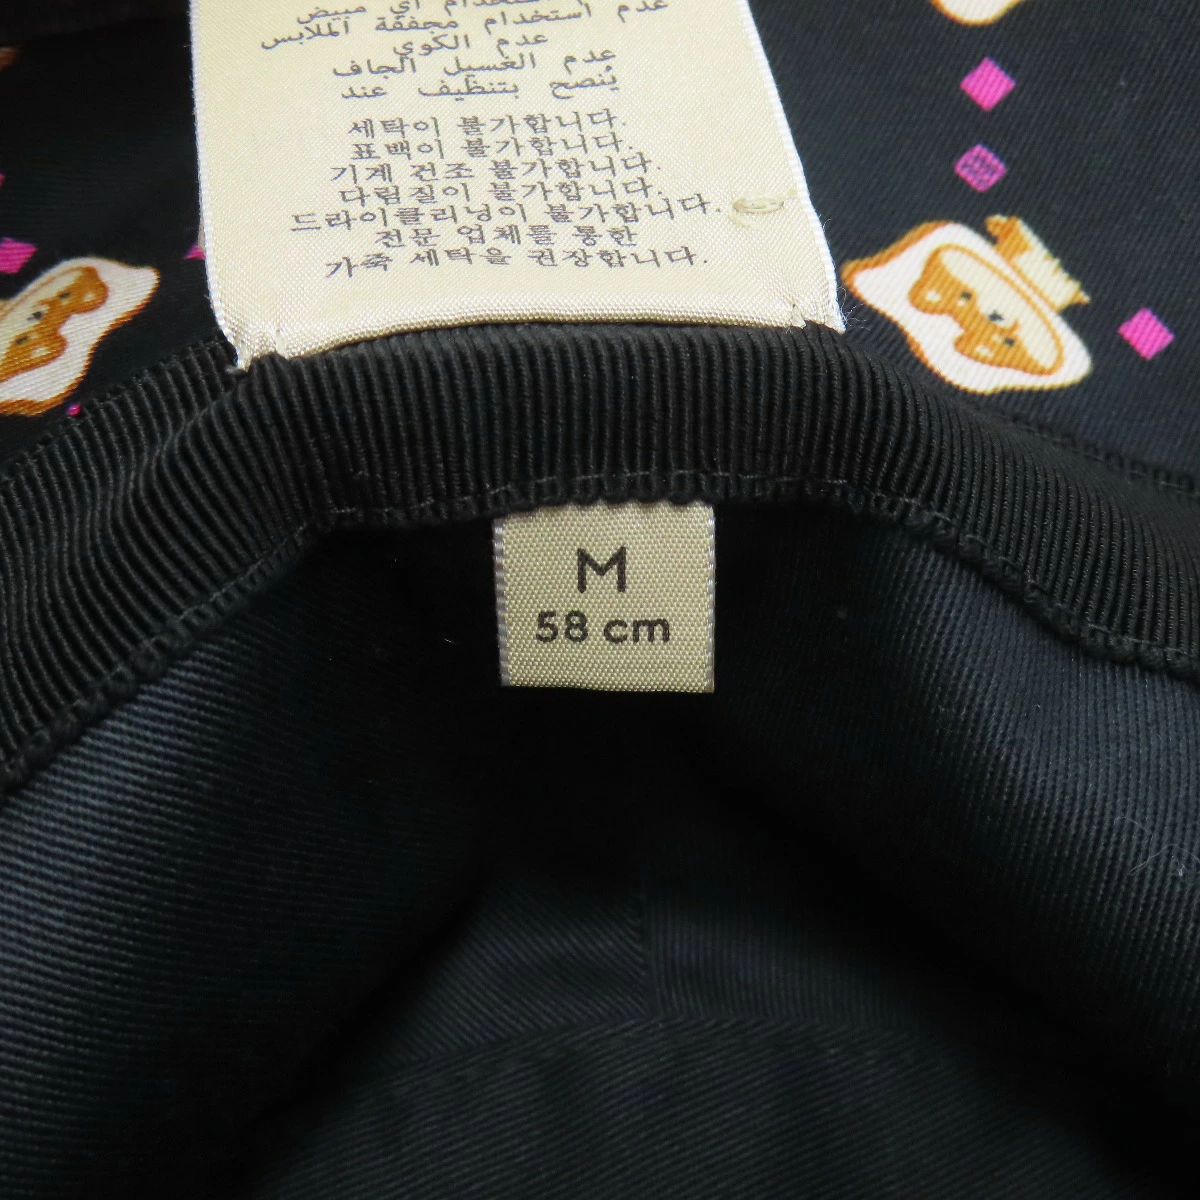 استخدام أي مبيض
عدم استخدام مجففة الملابس
عدم الكوي
عدم الغسيل الجاف
يُنصح بتنظيف عند
세탁이 불가합니다.
표백이 불가합니다.
기계 건조 불가합니다.
다림질이 불가합니다.
드라이클리닝이 불가합니다.
전문 업체를 통한
가죽 세탁을 권장합니다.
M
58 cm